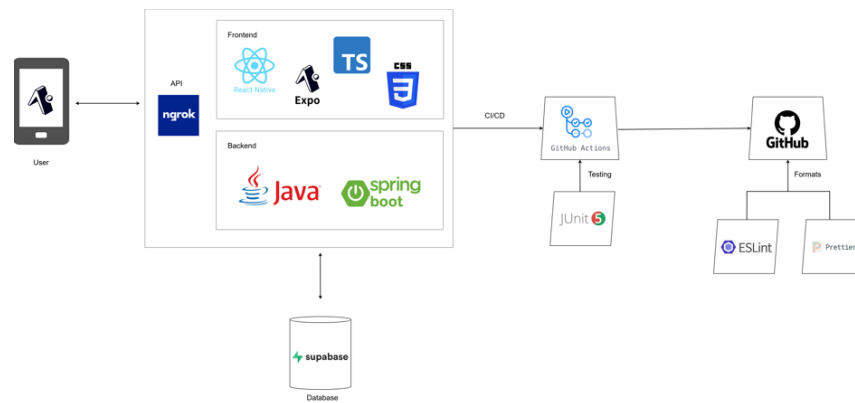 Frontend
TS
CSS
3
React Native
Expo
API
ngrok
User
Backend
Java
spring
boot
CI/CD
GitHub Actions
GitHub
Testing
Formats
JUnit 5
ESLint
Prettier
supabase
Database